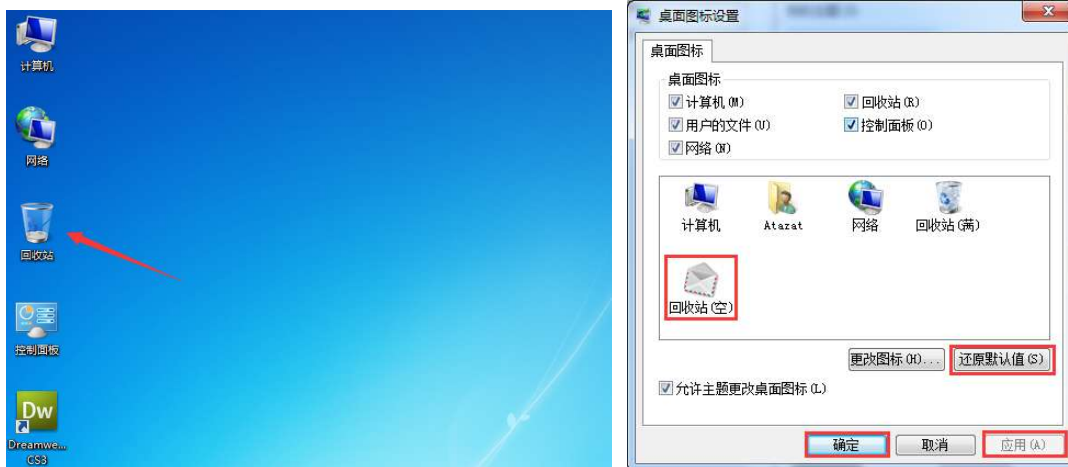 计算机
网络
回收站
控制面板
Dw
Dreamwe...
CS3
桌面图标设置
桌面图标
桌面图标
计算机(M)
回收站(R)
用户的文件(U)
控制面板(O)
网络(N)
计算机
Atazat
网络
回收站(满)
回收站(空)
更改图标(H)...
还原默认值(S)
允许主题更改桌面图标(L)
确定
取消
应用(A)